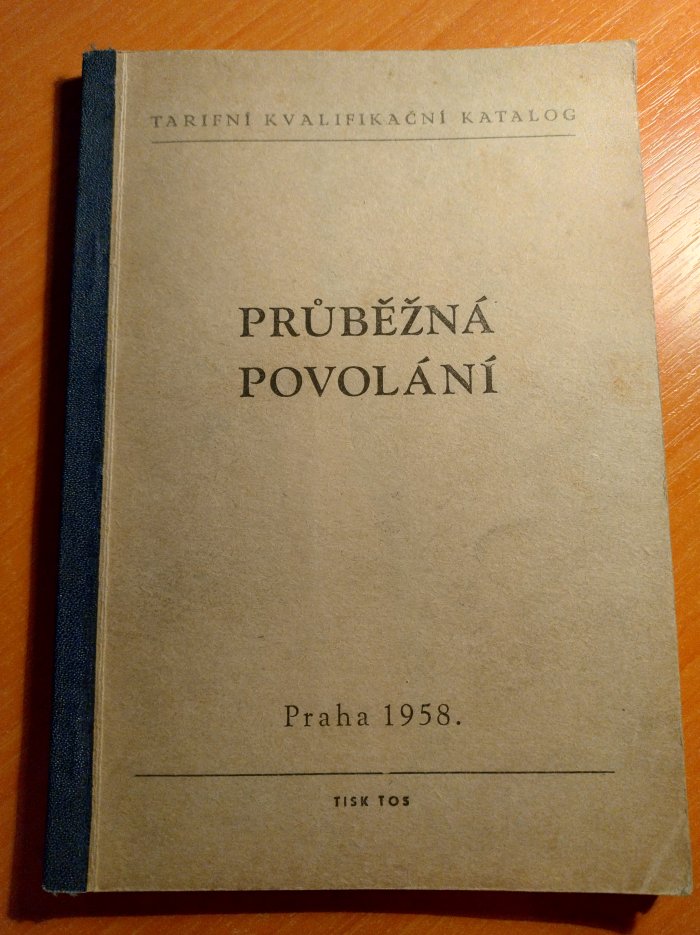 TARIFNÍ KVALIFIKAČNÍ KATALOG
PRŮBĚŽNÁ
POVOLÁNÍ
Praha 1958.
TISK TOS